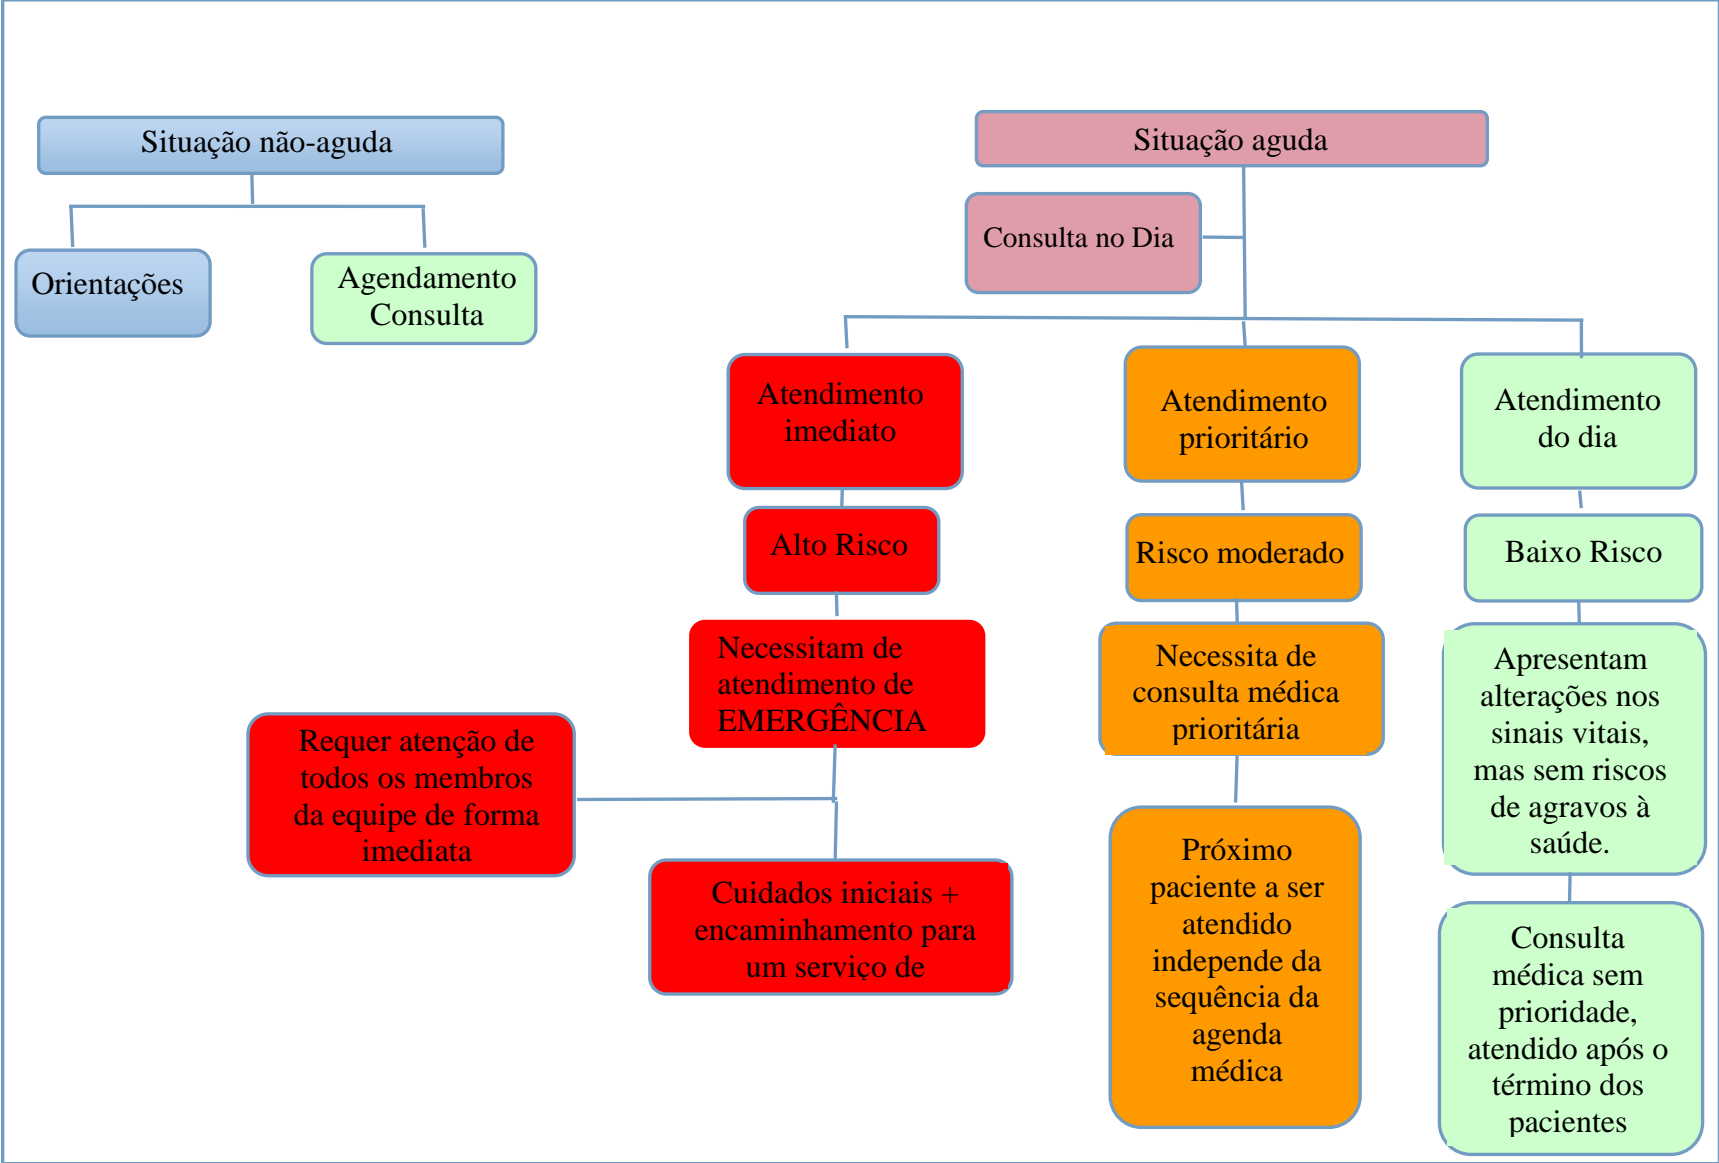 Situação não-aguda
Orientações
Agendamento
Consulta
Situação aguda
Consulta no Dia
Atendimento
imediato
Alto Risco
Necessitam de
atendimento de
EMERGÊNCIA
Requer atenção de
todos os membros
da equipe de forma
imediata
Cuidados iniciais +
encaminhamento para
um serviço de
Atendimento
prioritário
Risco moderado
Necessita de
consulta médica
prioritária
Próximo
paciente a ser
atendido
independe da
sequência da
agenda
médica
Atendimento
do dia
Baixo Risco
Apresentam
alterações nos
sinais vitais,
mas sem riscos
de agravos à
saúde.
Consulta
médica sem
prioridade,
atendido após o
término dos
pacientes